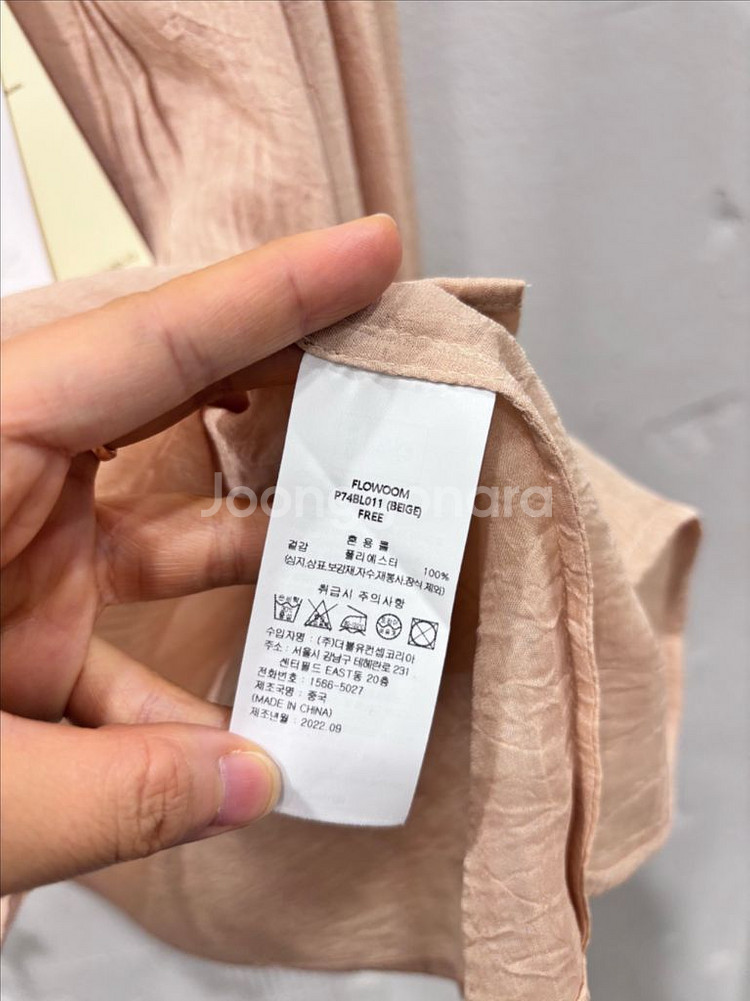 FLOWOOM
P74BL011 (BEIGE)
FREE
혼 용 률
겉감 폴리에스터 100%
(심지,상표,보강재,자수,재봉사,장식 제외)
취급시 주의사항
수입자명 : (주)더블유컨셉코리아
주소 : 서울시 강남구 테헤란로 231
센터필드 EAST동 20층
전화번호 : 1566-5027
제조국명 : 중국
(MADE IN CHINA)
제조년월 : 2022.09
Joonggonara